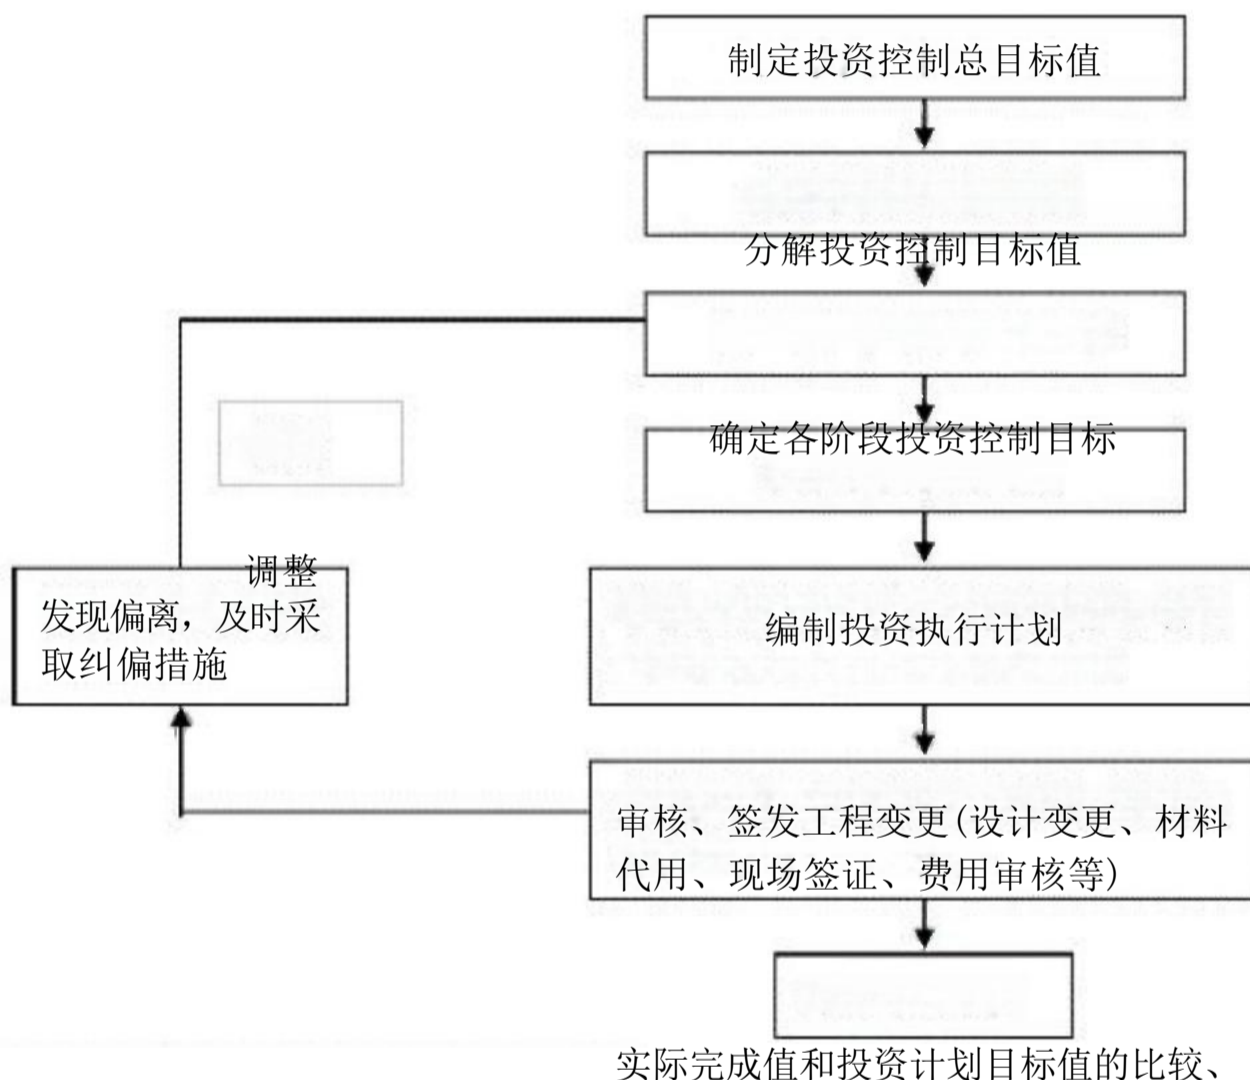 制定投资控制总目标值
分解投资控制目标值
确定各阶段投资控制目标
调整
发现偏离，及时采
取纠偏措施
编制投资执行计划
审核、签发工程变更(设计变更、材料
代用、现场签证、费用审核等)
实际完成值和投资计划目标值的比较、